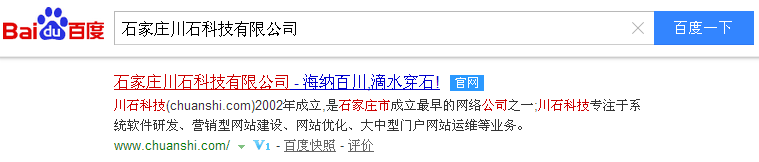 Bai du 百度 石家庄川石科技有限公司 百度一下
石家庄川石科技有限公司 - 海纳百川,滴水穿石! 官网
川石科技(chuanshi.com)2002年成立,是石家庄市成立最早的网络公司之一;川石科技专注于系
统软件研发、营销型网站建设、网站优化、大中型门户网站运维等业务。
www.chuanshi.com/ V1 - 百度快照 - 评价